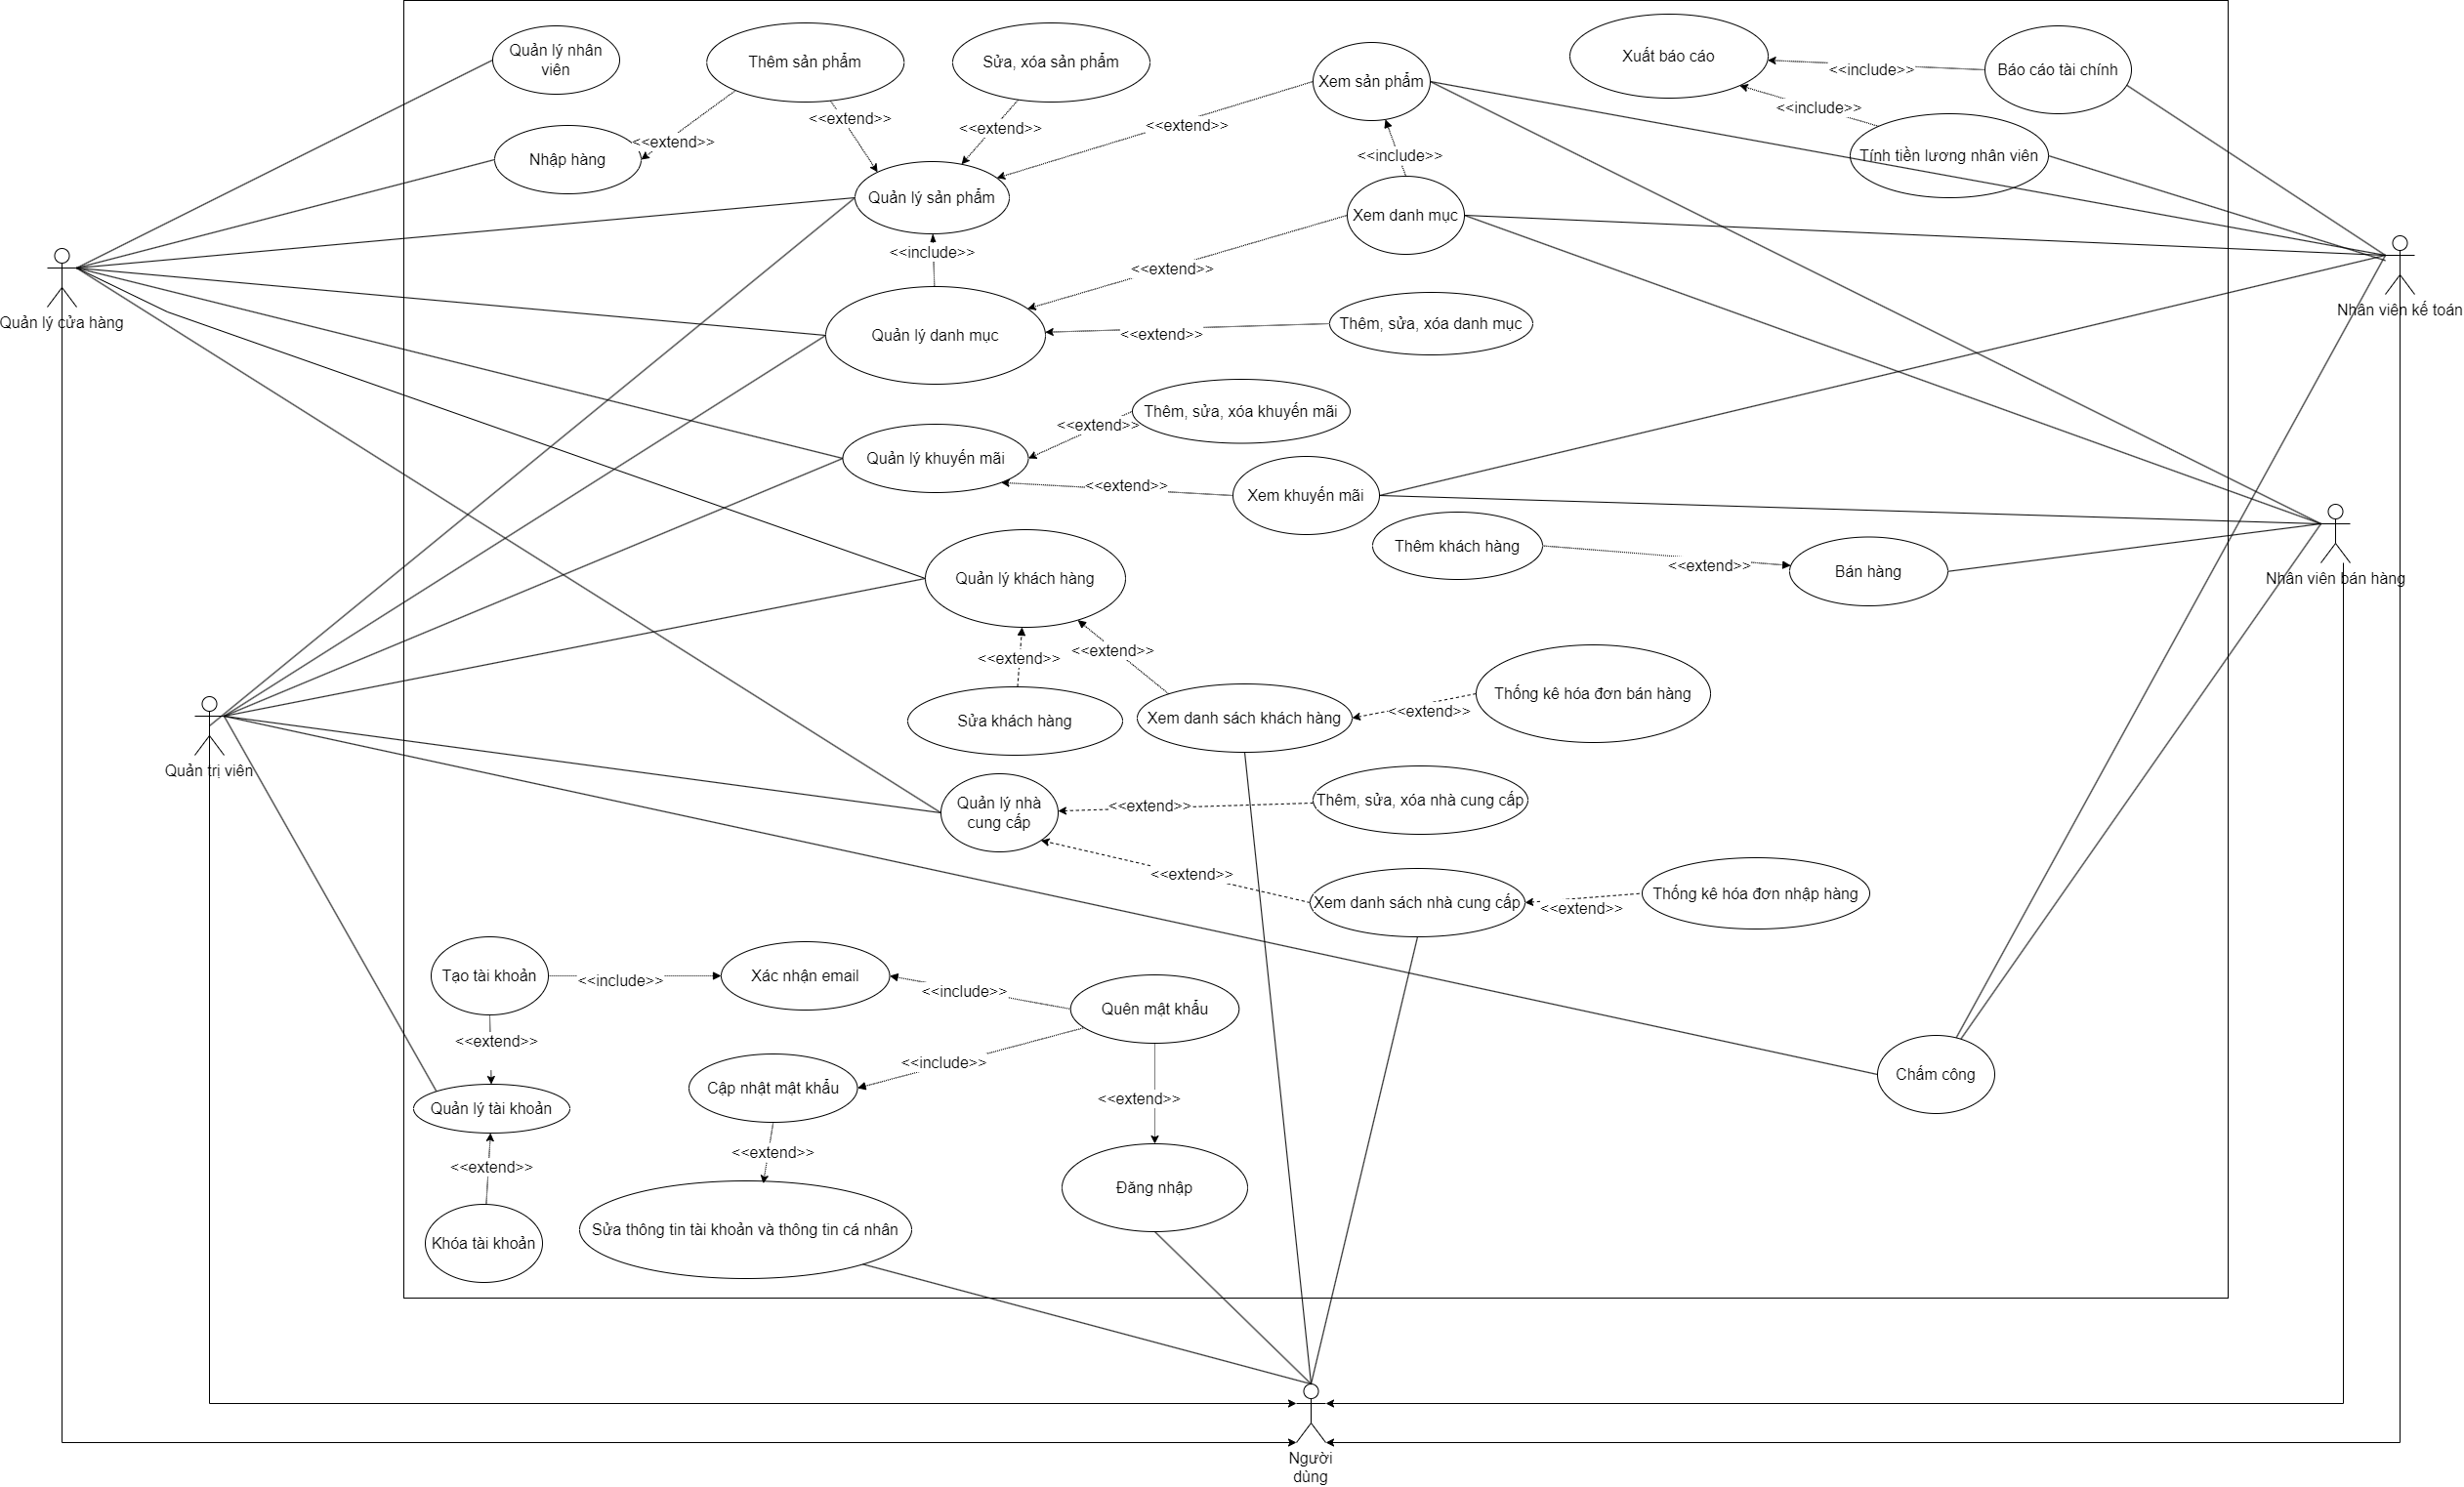 Quản lý nhân
viên
Thêm sản phẩm
Sửa, xóa sản phẩm
Xem sản phẩm
Xuất báo cáo
<<include>>
Báo cáo tài chính
<<include>>
<<extend>>
<<extend>>
<<extend>>
<<extend>>
Nhập hàng
<<include>>
Tính tiền lương nhân viên
Quản lý sản phẩm
Xem danh mục
<<include>>
<<extend>>
Quản lý cửa hàng
Nhân viên kế toán
Quản lý danh mục
<<extend>>
Thêm, sửa, xóa danh mục
<<extend>>
Thêm, sửa, xóa khuyến mãi
Quản lý khuyến mãi
<<extend>>
Xem khuyến mãi
Thêm khách hàng
<<extend>>
Bán hàng
Nhân viên bán hàng
Quản lý khách hàng
<<extend>>
<<extend>>
Sửa khách hàng
Xem danh sách khách hàng
<<extend>>
Thống kê hóa đơn bán hàng
Quản trị viên
Quản lý nhà
cung cấp
<<extend>>
Thêm, sửa, xóa nhà cung cấp
<<extend>>
Xem danh sách nhà cung cấp
<<extend>>
Thống kê hóa đơn nhập hàng
Tạo tài khoản
<<include>>
Xác nhận email
<<include>>
Quên mật khẩu
<<extend>>
<<include>>
Cập nhật mật khẩu
Chấm công
<<extend>>
Quản lý tài khoản
<<extend>>
<<extend>>
Đăng nhập
Khóa tài khoản
Sửa thông tin tài khoản và thông tin cá nhân
Người
dùng